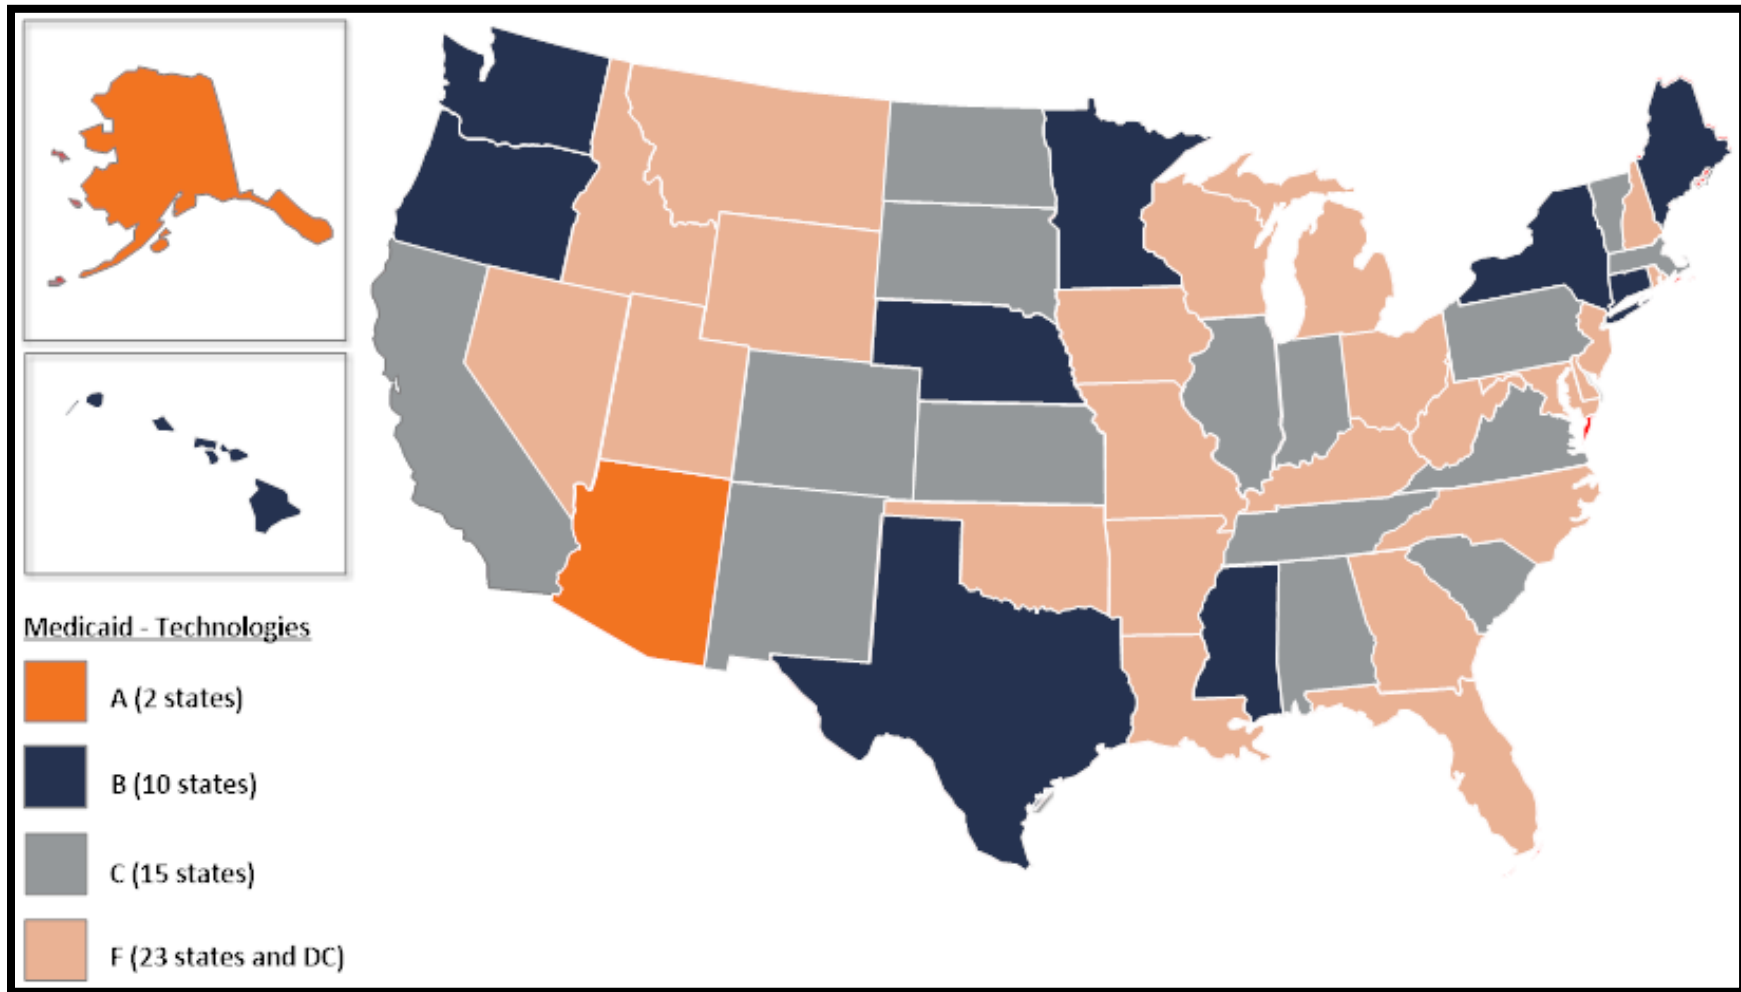 Medicaid - Technologies
A (2 states)
B (10 states)
C (15 states)
F (23 states and DC)